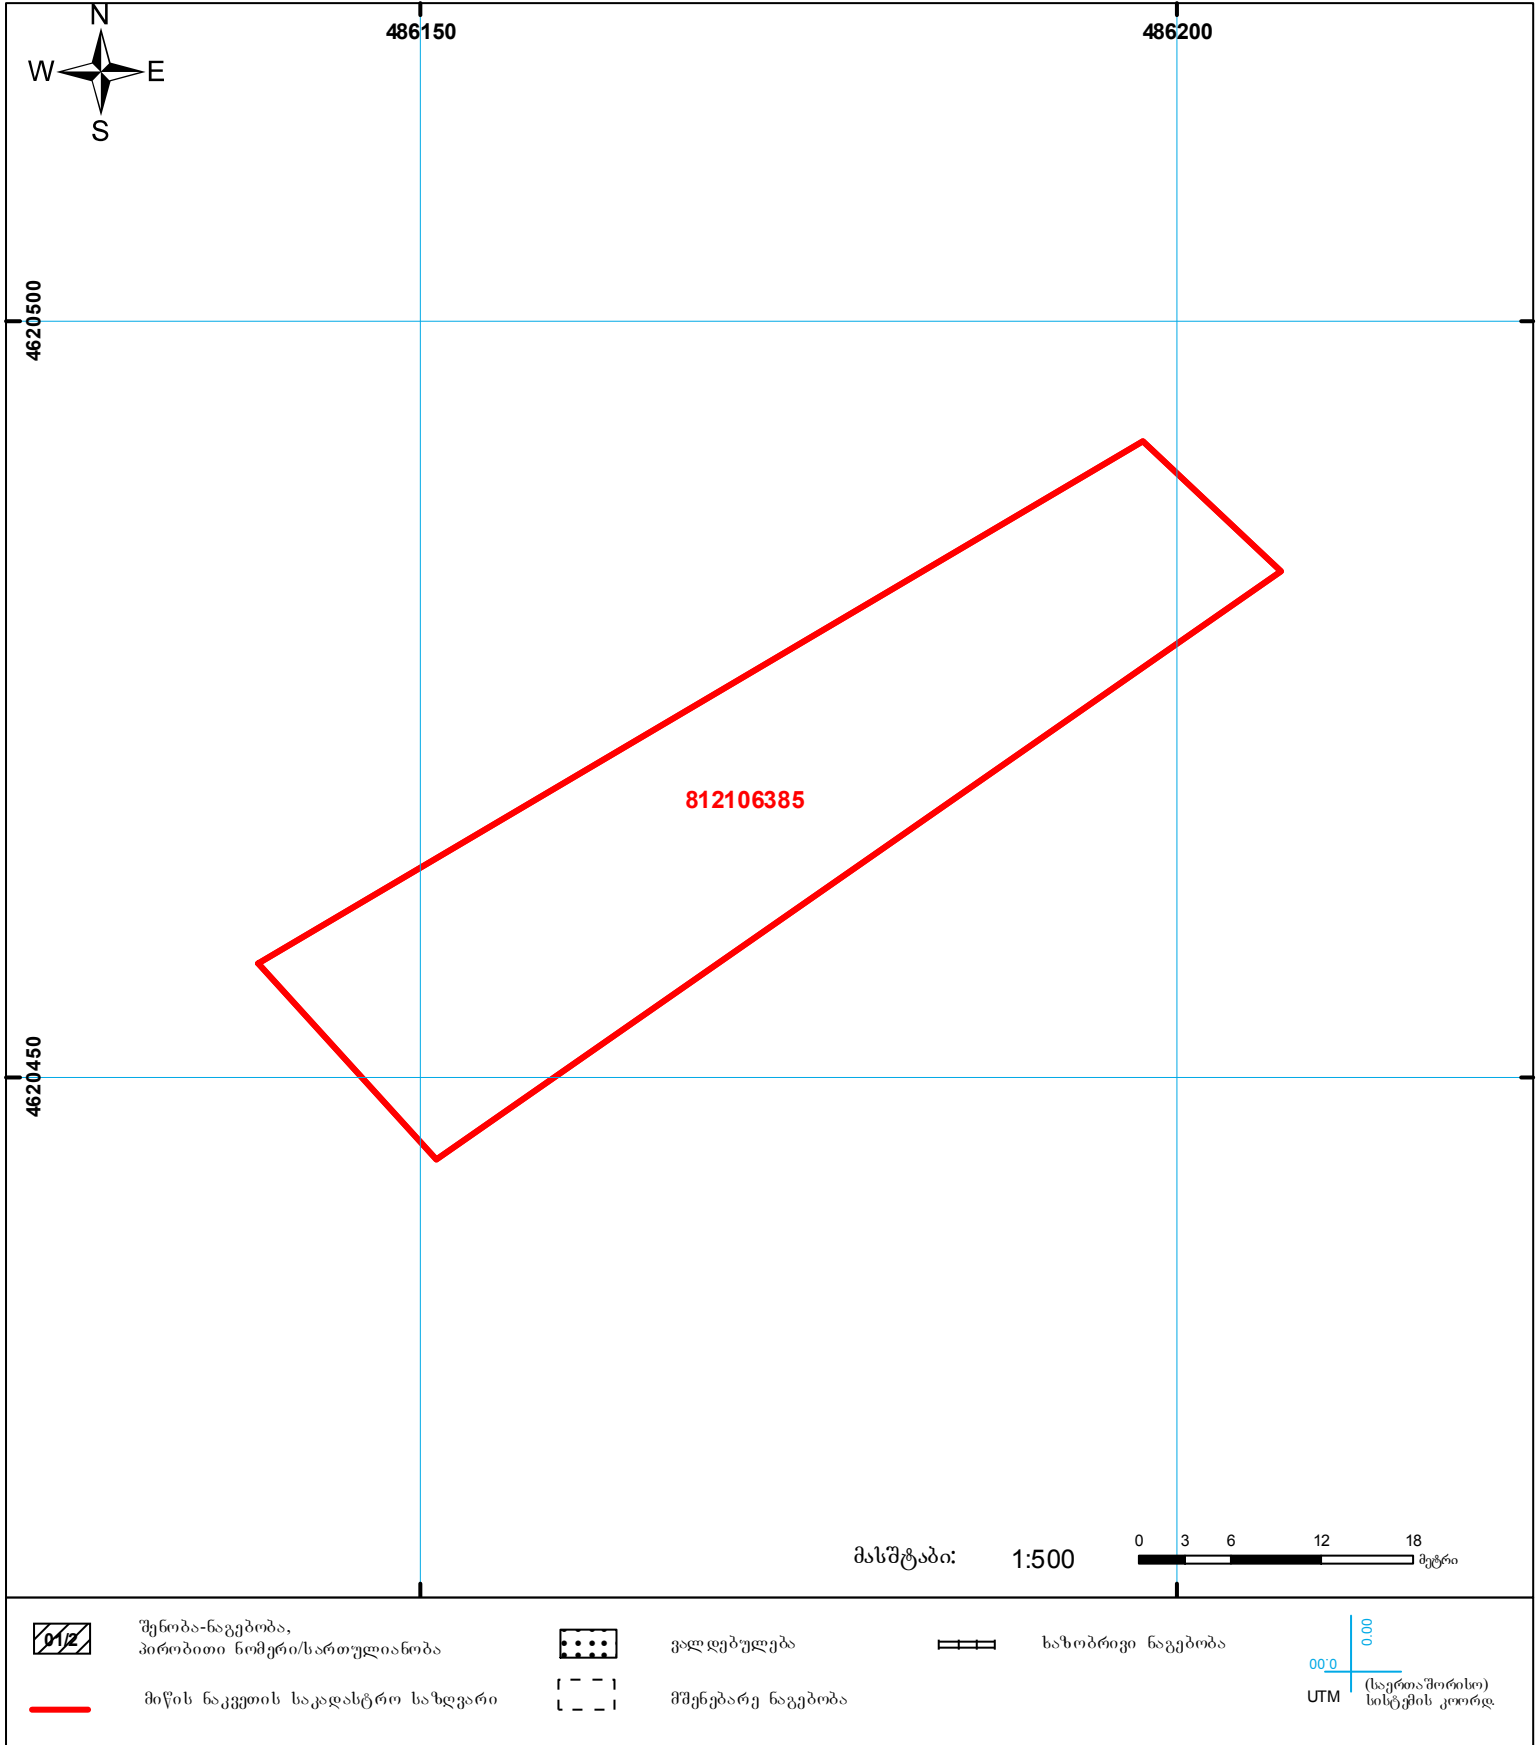 N
W E
S
486150
486200
4620500
4620450
812106385
მასშტაბი: 1:500
0 3 6 12 18
მეტრი
01/2
შენობა-ნაგებობა,
პირობითი ნომერი/სართულიანობა
ვალდებულება
ხაზობრივი ნაგებობა
მიწის ნაკვეთის საკადასტრო საზღვარი
მშენებარე ნაგებობა
0.00
0.00
UTM
(საერთაშორისო)
სისტემის კოორდ.